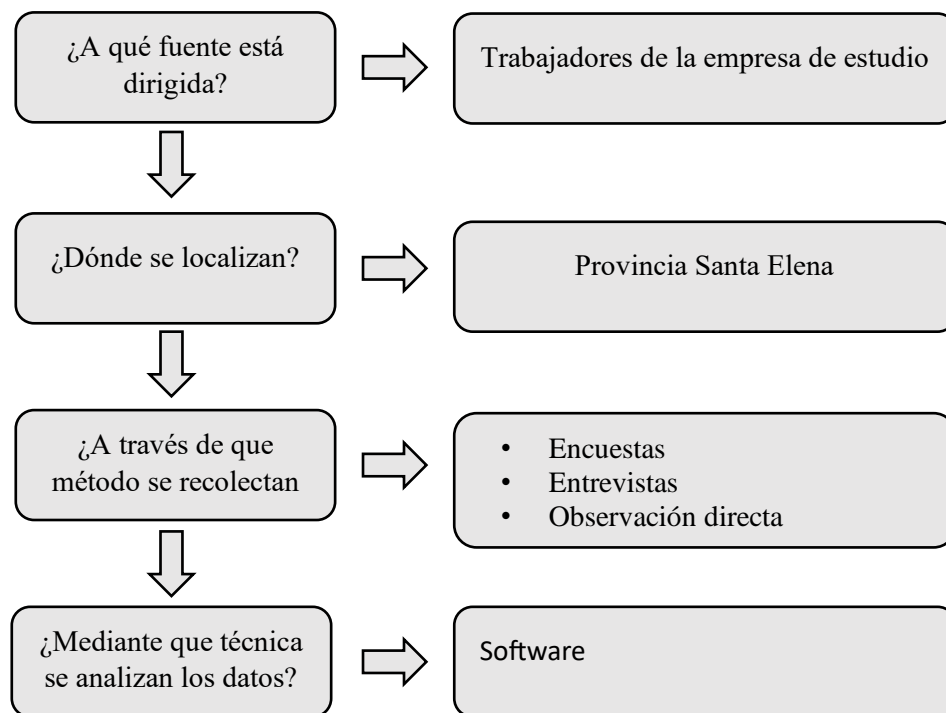 ¿A qué fuente está
dirigida?
Trabajadores de la empresa de estudio
¿Dónde se localizan?
Provincia Santa Elena
¿A través de que
método se recolectan
• Encuestas
• Entrevistas
• Observación directa
¿Mediante que técnica
se analizan los datos?
Software